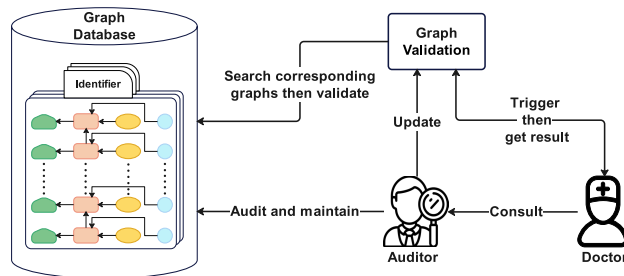 Graph
Database
Identifier
Graph
Validation
Search corresponding
graphs then validate
Update
Trigger
then
get result
Audit and maintain
Consult
Auditor
Doctor